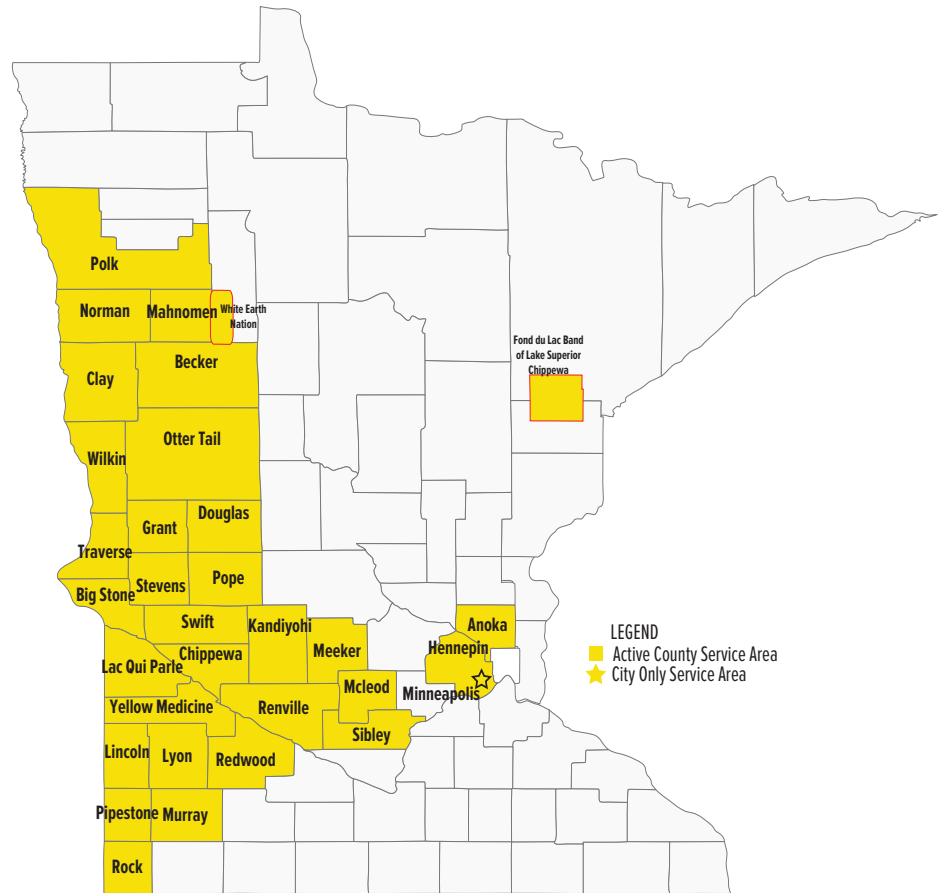 Polk
Norman
Mahnomen
White Earth
Nation
Fond du Lac Band
of Lake Superior
Chippewa
Becker
Clay
Otter Tail
Wilkin
Douglas
Grant
Traverse
Stevens
Pope
Big Stone
Swift
Kandiyohi
Anoka
Hennepin
Meeker
Chippewa
Lac Qui Parle
Mcleod
Minneapolis
Yellow Medicine
Renville
Sibley
Lincoln
Lyon
Redwood
Pipestone
Murray
Rock
LEGEND
Active County Service Area
City Only Service Area